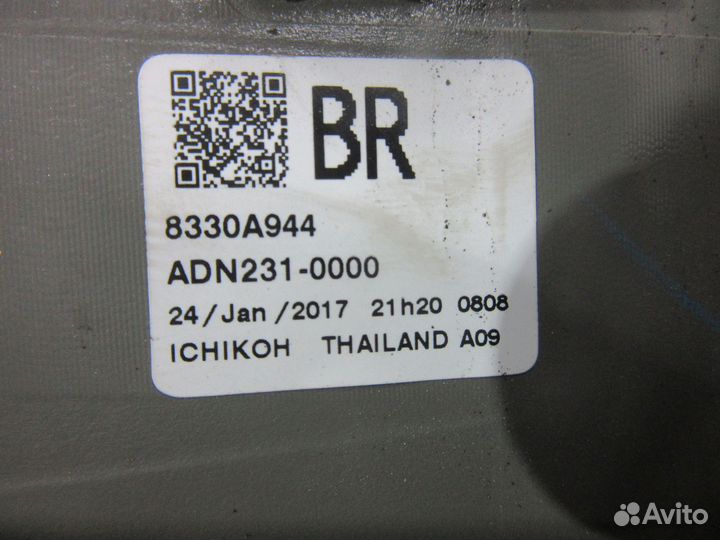 BR
8330A944
ADN231-0000
24/Jan/2017 21h20 0808
ICHIKOH THAILAND A09
Avito